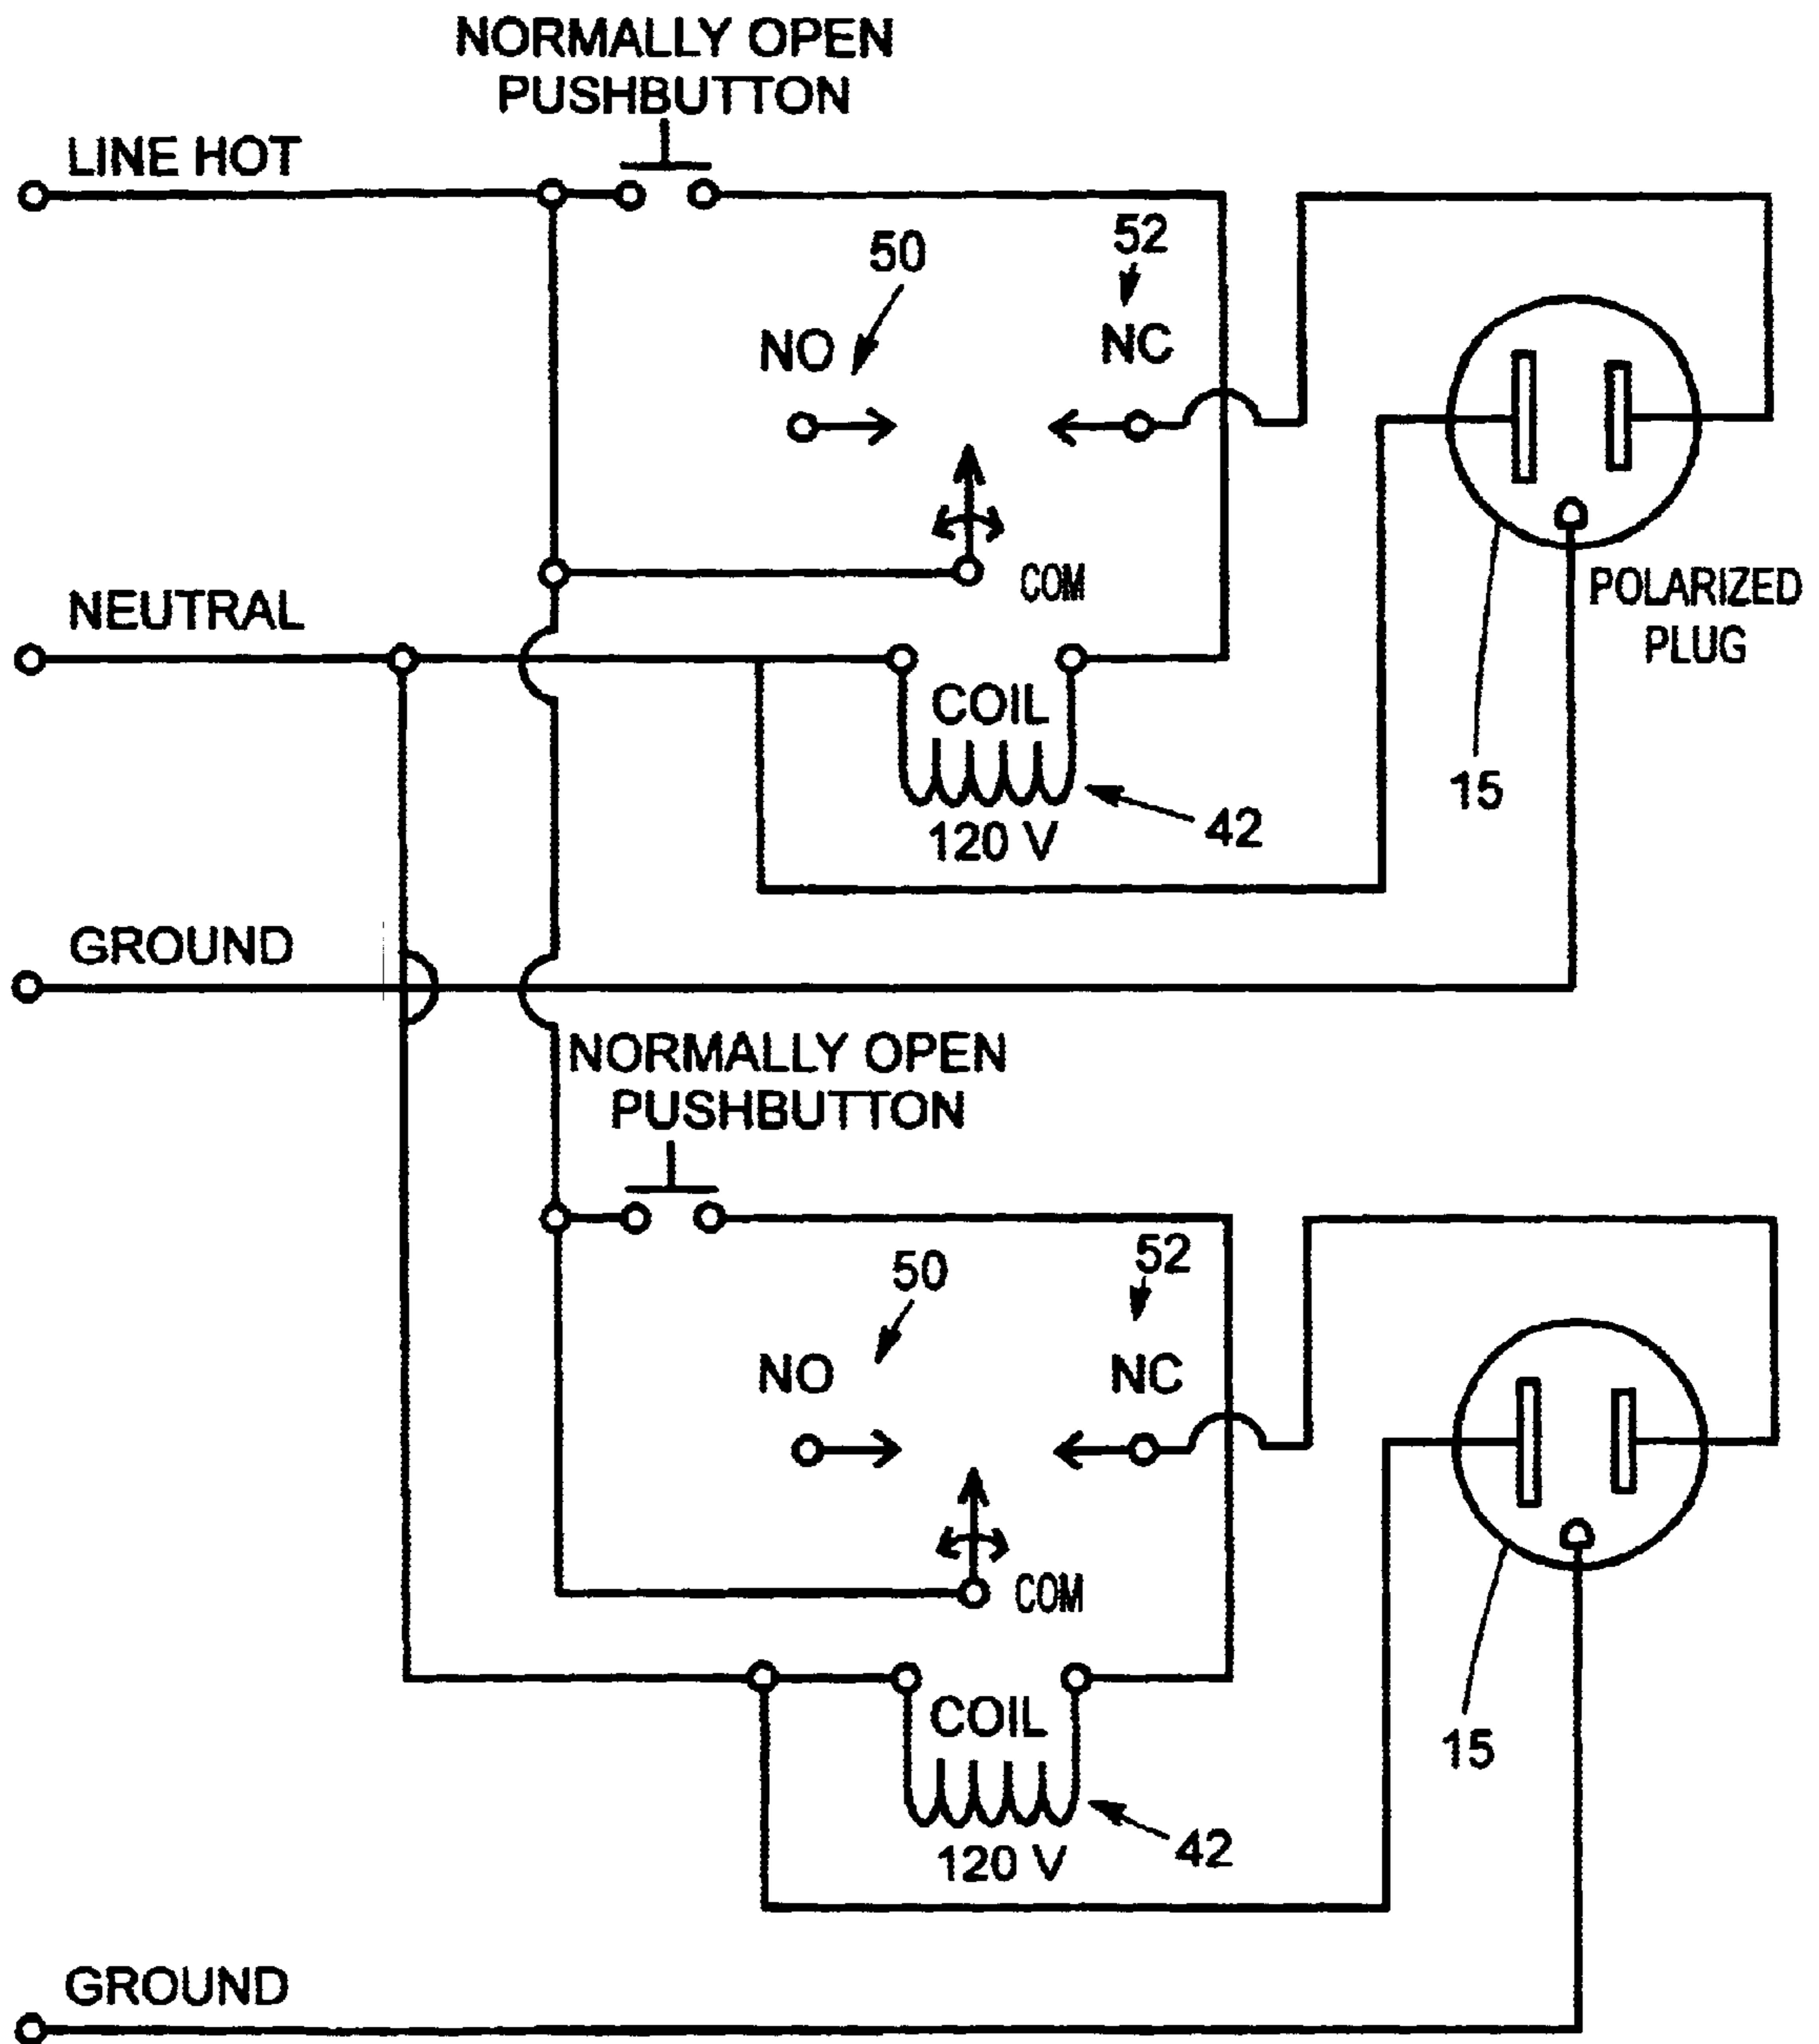 NORMALLY OPEN
PUSHBUTTON
LINE HOT
50
52
NO
NC
COM
NEUTRAL
POLARIZED
PLUG
COIL
15
42
120 V
GROUND
NORMALLY OPEN
PUSHBUTTON
50
52
NO
NC
COM
COIL
15
42
120 V
GROUND